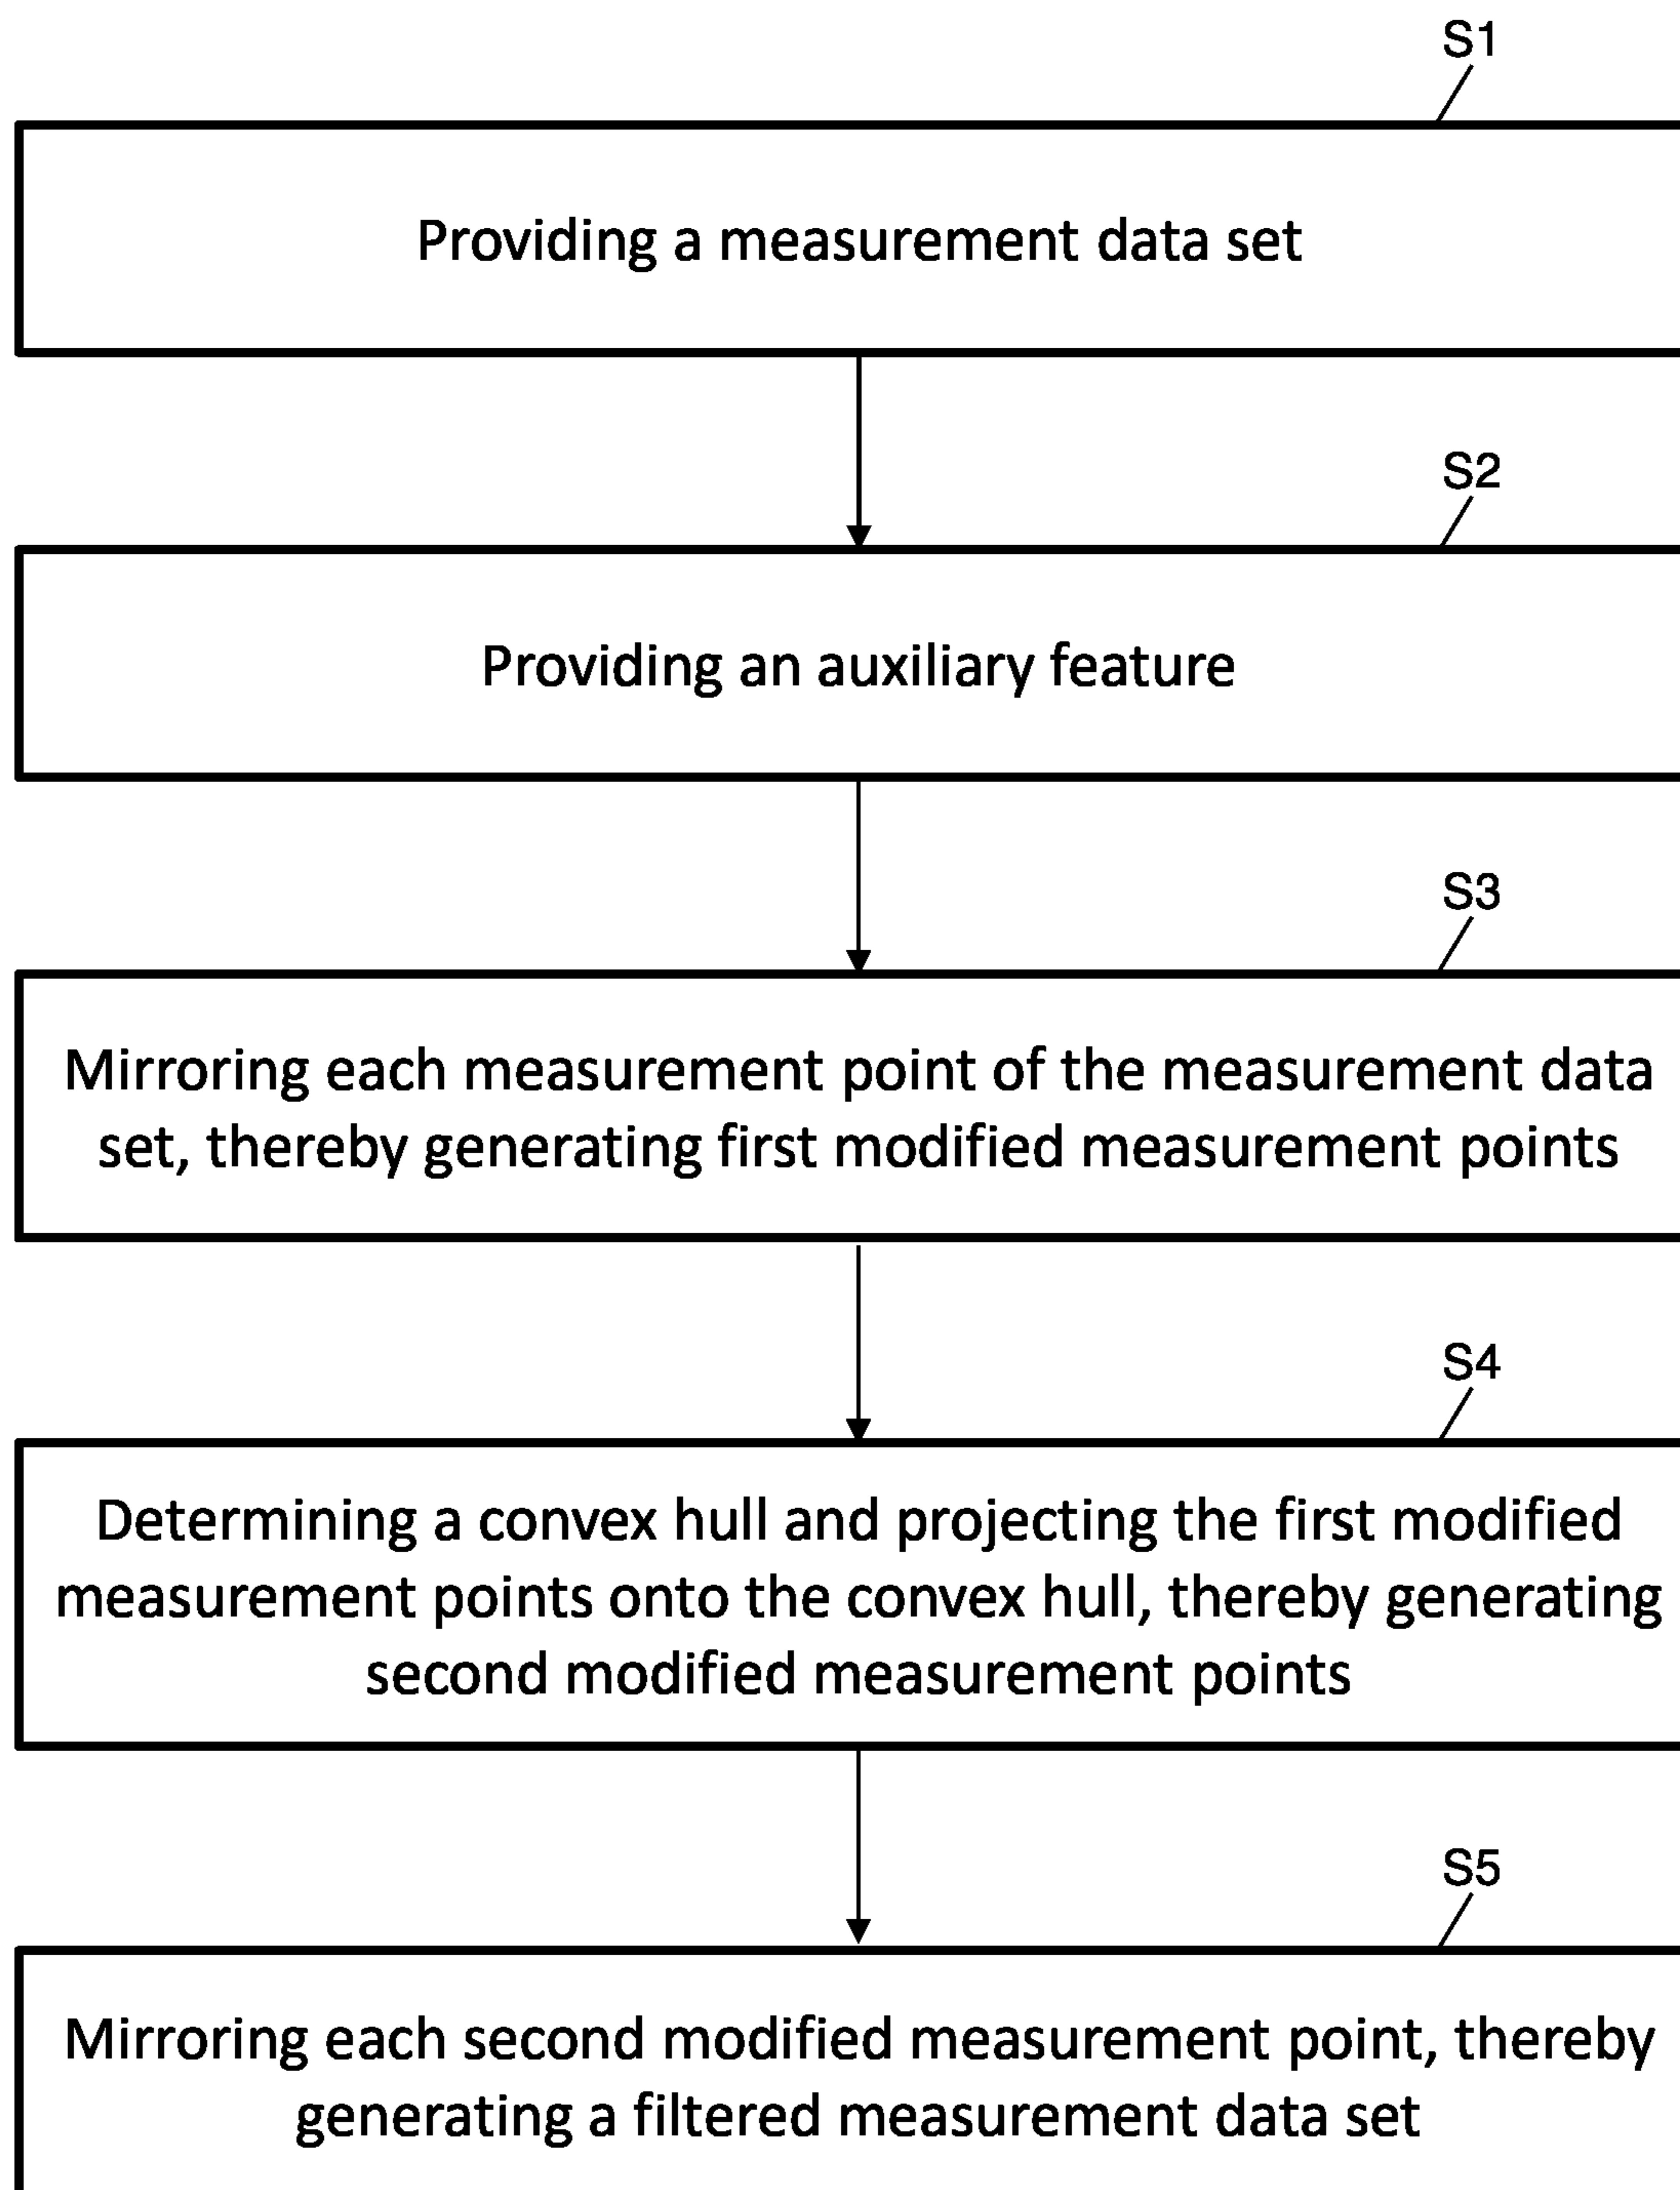 S1
Providing a measurement data set
S2
Providing an auxiliary feature
S3
Mirroring each measurement point of the measurement data
set, thereby generating first modified measurement points
S4
Determining a convex hull and projecting the first modified
measurement points onto the convex hull, thereby generating
second modified measurement points
S5
Mirroring each second modified measurement point, thereby
generating a filtered measurement data set